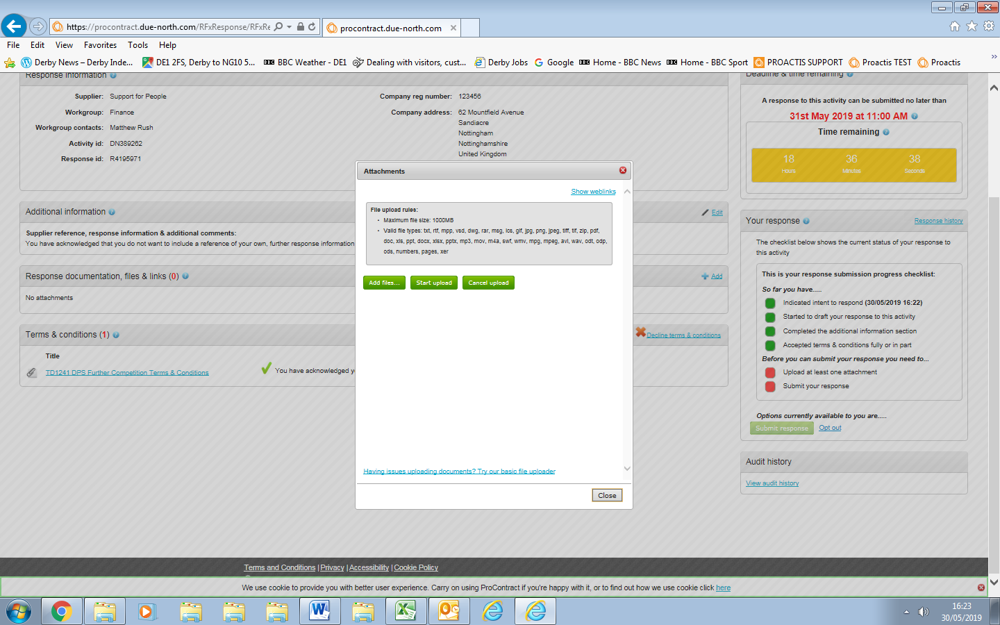 https://procontract.due-north.com/RFxResponse/RFxRe
procontract.due-north.com
File Edit View Favorites Tools Help
Derby News – Derby Inde...
DE1 2FS, Derby to NG10 5...
BBC Weather - DE1
Dealing with visitors, cust...
Derby Jobs
Google
Home - BBC News
Home - BBC Sport
PROACTIS SUPPORT
Proactis TEST
Proactis
Response information
Supplier: Support for People
Workgroup: Finance
Workgroup contacts: Matthew Rush
Activity id: DN389262
Response id: R4195971
Company reg number: 123456
Company address: 62 Mountfield Avenue
Sandiacre
Nottingham
Nottinghamshire
United Kingdom
Additional information
Edit
Supplier reference, response information & additional comments:
You have acknowledged that you do not want to include a reference of your own, further response information
Response documentation, files & links (0)
Add
No attachments
Terms & conditions (1)
Decline terms & conditions
Title
TD1241 DPS Further Competition Terms & Conditions
You have acknowledged
Attachments
Show weblinks
File upload rules:
• Maximum file size: 1000MB
• Valid file types: txt, rtf, mpp, vsd, dwg, rar, msg, ics, gif, jpg, png, jpeg, tiff, tif, zip, pdf,
doc, xls, ppt, docx, xlsx, pptx, mp3, mov, m4a, swf, wmv, mpg, mpeg, avi, wav, odt, odp,
ods, numbers, pages, xer
Add files...
Start upload
Cancel upload
Having issues uploading documents? Try our basic file uploader
Close
Deadline & time remaining
A response to this activity can be submitted no later than
31st May 2019 at 11:00 AM
Time remaining
18 36 38
Hours Minutes Seconds
Your response
Response history
The checklist below shows the current status of your response to
this activity
This is your response submission progress checklist:
So far you have.....
Indicated intent to respond (30/05/2019 16:22)
Started to draft your response to this activity
Completed the additional information section
Accepted terms & conditions fully or in part
Before you can submit your response you need to...
Upload at least one attachment
Submit your response
Options currently available to you are.....
Submit response
Opt out
Audit history
View audit history
Terms and Conditions | Privacy | Accessibility | Cookie Policy
We use cookie to provide you with better user experience. Carry on using ProContract if you're happy with it, or to find out how we use cookie click here
16:23
30/05/2019